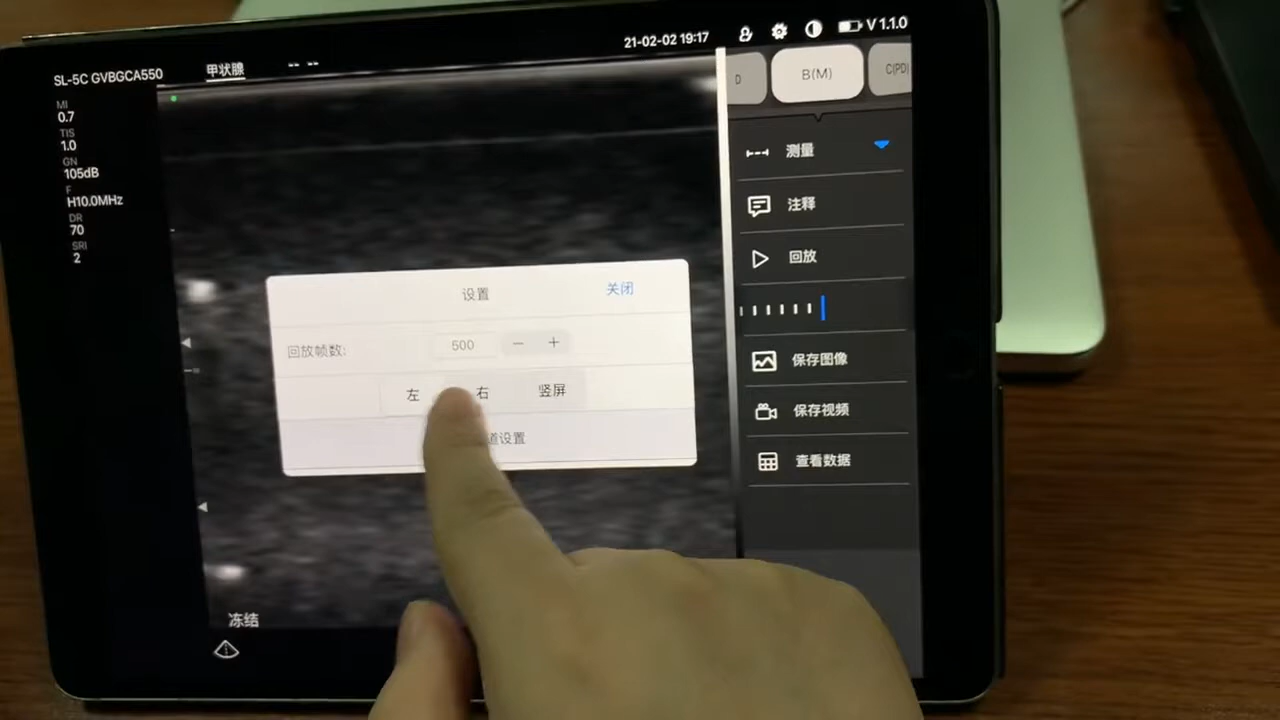 21-02-02 19:17
V 1.1.0
SL-5C GVBGCA550
甲状腺
-- --
MI
0.7
TIS
1.0
GN
105dB
F
H10.0MHz
DR
70
SRI
2
D
B(M)
C(PD)
测量
注释
回放
保存图像
保存视频
查看数据
设置
关闭
回放帧数:
500
− +
左
右
竖屏
道设置
冻结